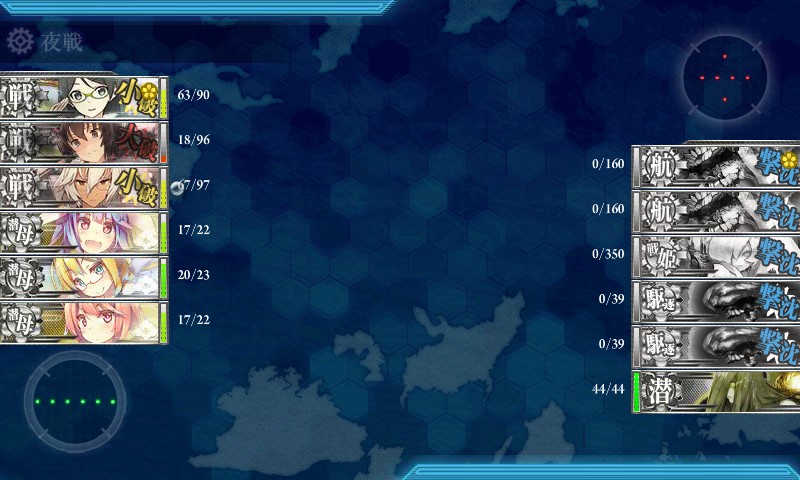 夜戦
戦 小破 63/90
戦 大破 18/96
戦 小破 7/97
潜母 17/22
潜母 20/23
潜母 17/22
0/160 航 撃沈
0/160 航 撃沈
0/350 戦姫 撃沈
0/39 駆逐 撃沈
0/39 駆逐 撃沈
44/44 潜